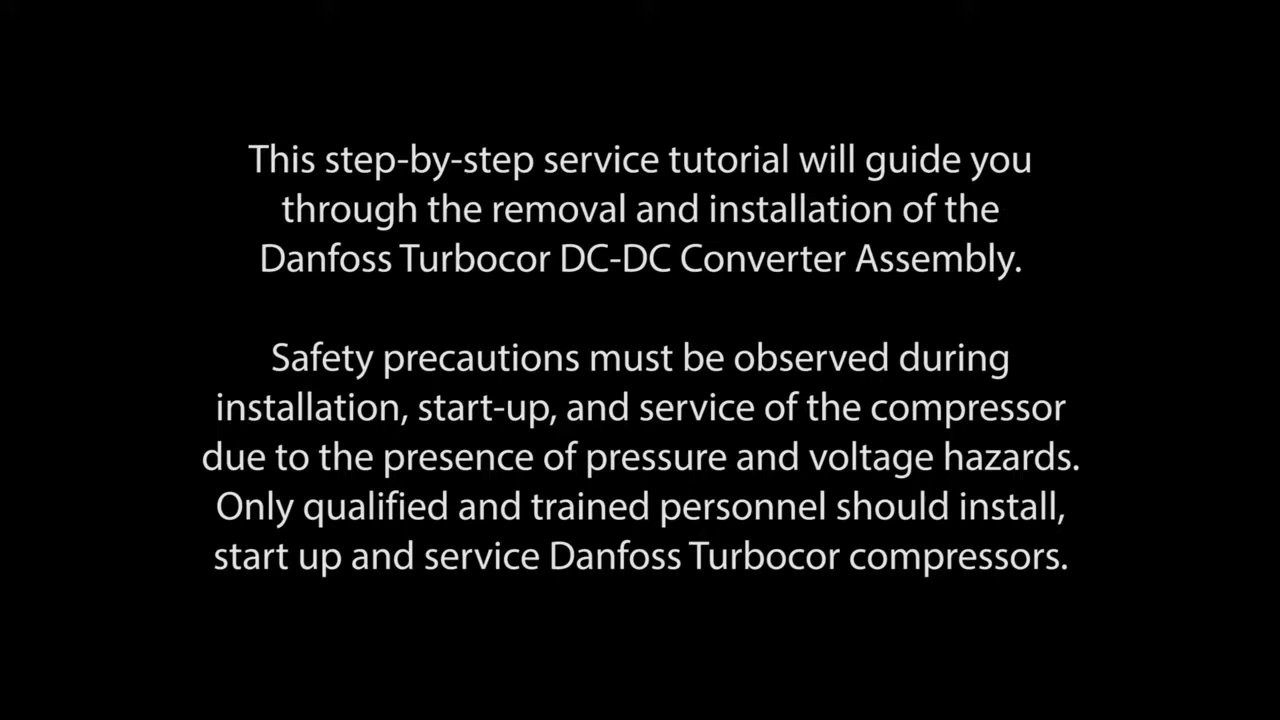 This step-by-step service tutorial will guide you
through the removal and installation of the
Danfoss Turbocor DC-DC Converter Assembly.
Safety precautions must be observed during
installation, start-up, and service of the compressor
due to the presence of pressure and voltage hazards.
Only qualified and trained personnel should install,
start up and service Danfoss Turbocor compressors.